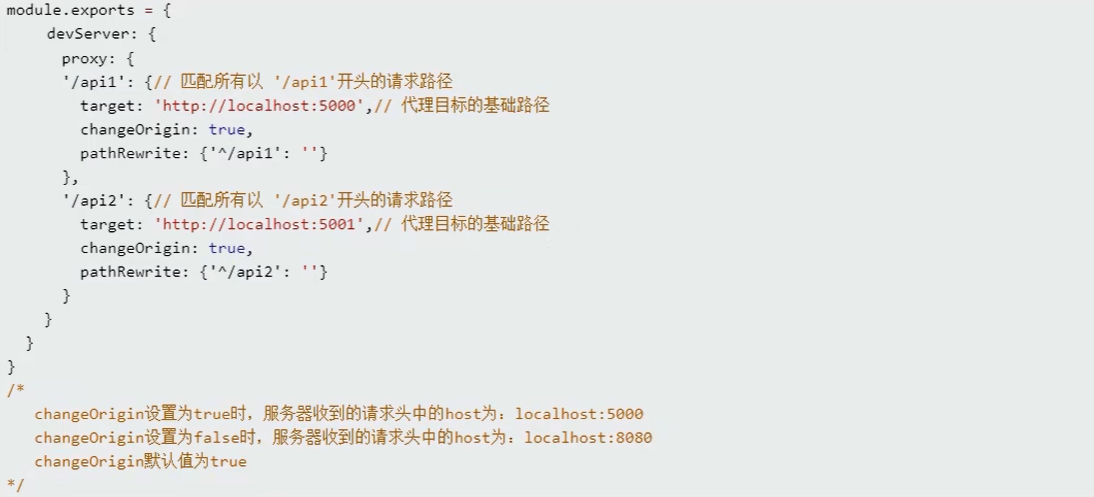 module.exports = {
    devServer: {
      proxy: {
      '/api1': {// 匹配所有以 '/api1'开头的请求路径
        target: 'http://localhost:5000',// 代理目标的基础路径
        changeOrigin: true,
        pathRewrite: {'^/api1': ''}
      },
      '/api2': {// 匹配所有以 '/api2'开头的请求路径
        target: 'http://localhost:5001',// 代理目标的基础路径
        changeOrigin: true,
        pathRewrite: {'^/api2': ''}
      }
    }
  }
}
/*
   changeOrigin设置为true时，服务器收到的请求头中的host为：localhost:5000
   changeOrigin设置为false时，服务器收到的请求头中的host为：localhost:8080
   changeOrigin默认值为true
*/